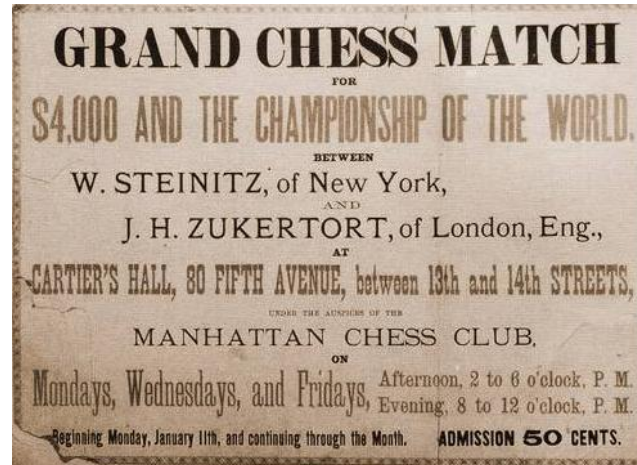 GRAND CHESS MATCH
FOR
$4,000 AND THE CHAMPIONSHIP OF THE WORLD,
BETWEEN
W. STEINITZ, of New York,
AND
J. H. ZUKERTORT, of London, Eng.,
AT
CARTIER'S HALL, 80 FIFTH AVENUE, between 13th and 14th STREETS,
UNDER THE AUSPICES OF THE
MANHATTAN CHESS CLUB,
ON
Mondays, Wednesdays, and Fridays, Afternoon, 2 to 6 o'clock, P. M.
Evening, 8 to 12 o'clock, P. M.
Beginning Monday, January 11th, and continuing through the Month. ADMISSION 50 CENTS.